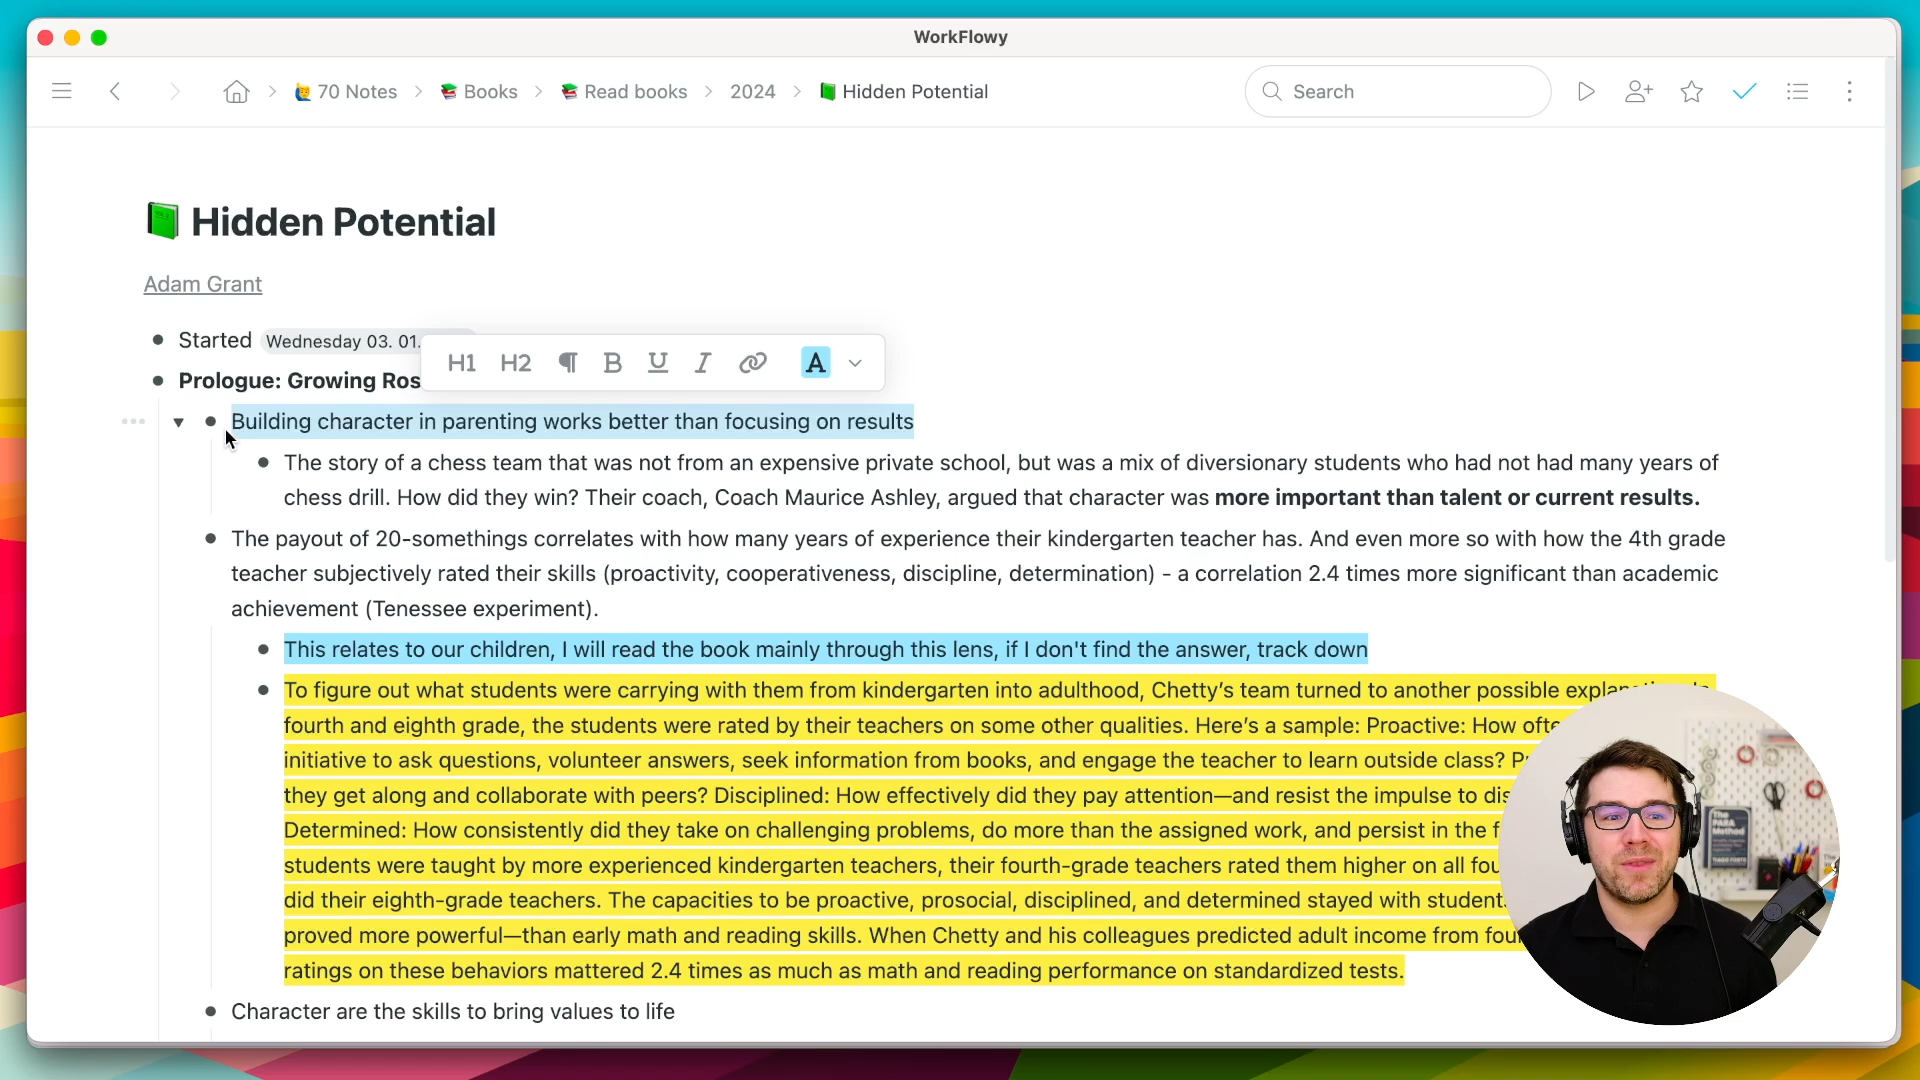 WorkFlowy
70 Notes
Books
Read books
2024
Hidden Potential
Search
Hidden Potential
Adam Grant
Started Wednesday 03. 01.
H1 H2 ¶ B U I A
Prologue: Growing Ros
Building character in parenting works better than focusing on results
The story of a chess team that was not from an expensive private school, but was a mix of diversionary students who had not had many years of
chess drill. How did they win? Their coach, Coach Maurice Ashley, argued that character was more important than talent or current results.
The payout of 20-somethings correlates with how many years of experience their kindergarten teacher has. And even more so with how the 4th grade
teacher subjectively rated their skills (proactivity, cooperativeness, discipline, determination) - a correlation 2.4 times more significant than academic
achievement (Tenessee experiment).
This relates to our children, I will read the book mainly through this lens, if I don't find the answer, track down
To figure out what students were carrying with them from kindergarten into adulthood, Chetty’s team turned to another possible
fourth and eighth grade, the students were rated by their teachers on some other qualities. Here’s a sample: Proactive: How
initiative to ask questions, volunteer answers, seek information from books, and engage the teacher to learn outside class?
they get along and collaborate with peers? Disciplined: How effectively did they pay attention—and resist the impulse to
Determined: How consistently did they take on challenging problems, do more than the assigned work, and persist in the
students were taught by more experienced kindergarten teachers, their fourth-grade teachers rated them higher on all
did their eighth-grade teachers. The capacities to be proactive, prosocial, disciplined, and determined stayed with
proved more powerful—than early math and reading skills. When Chetty and his colleagues predicted adult income from
ratings on these behaviors mattered 2.4 times as much as math and reading performance on standardized tests.
Character are the skills to bring values to life
The PARA
Method
TIAGO FORTE